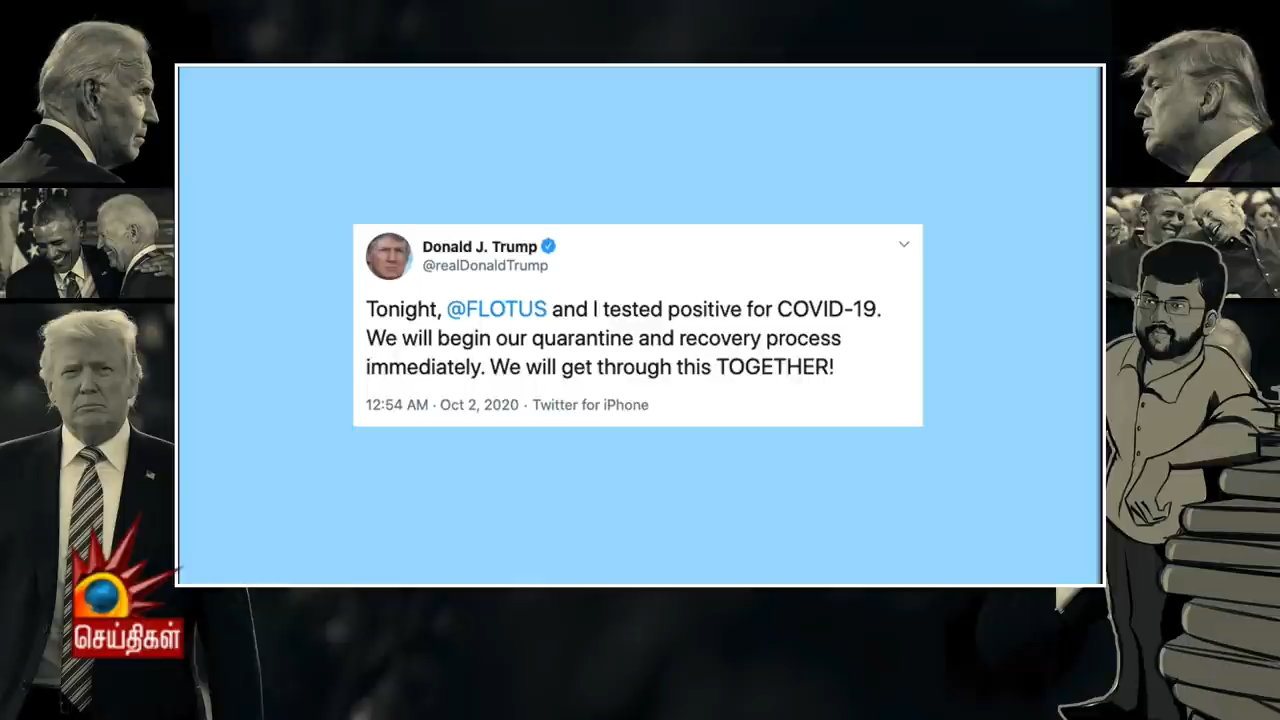 Donald J. Trump
@realDonaldTrump
Tonight, @FLOTUS and I tested positive for COVID-19.
We will begin our quarantine and recovery process
immediately. We will get through this TOGETHER!
12:54 AM · Oct 2, 2020 · Twitter for iPhone
செய்திகள்